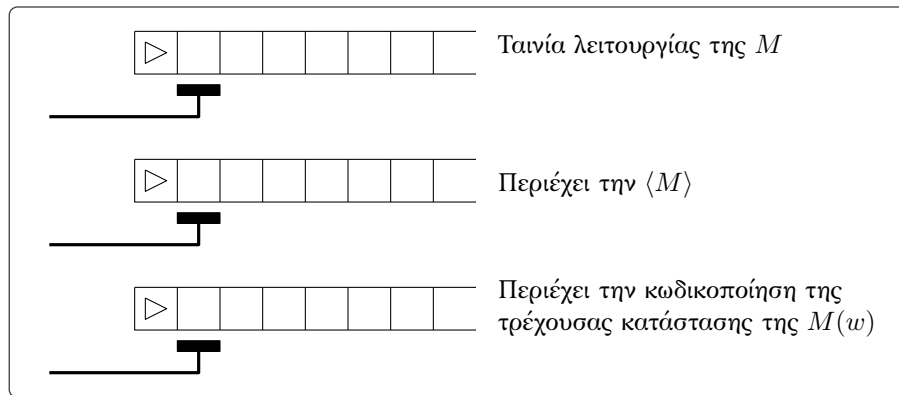 Ταινία λειτουργίας της M
Περιέχει την ⟨M⟩
Περιέχει την κωδικοποίηση της
τρέχουσας κατάστασης της M(w)